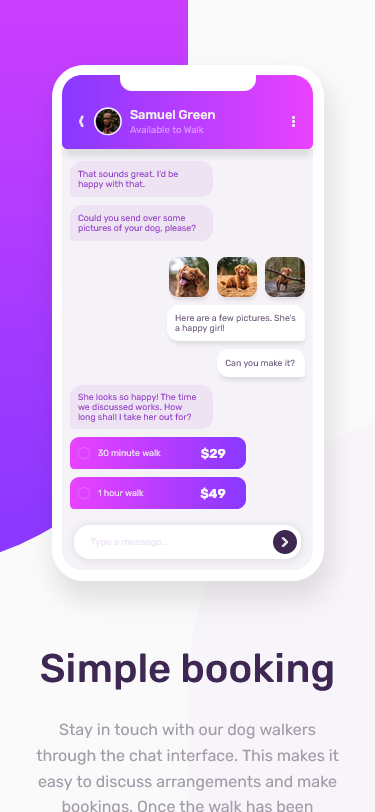 Samuel Green
Available to Walk
That sounds great. I'd be
happy with that.
Could you send over some
pictures of your dog, please?
Here are a few pictures. She's
a happy girl!
Can you make it?
She looks so happy! The time
we discussed works. How
long shall I take her out for?
30 minute walk $29
1 hour walk $49
Type a message...
Simple booking
Stay in touch with our dog walkers
through the chat interface. This makes it
easy to discuss arrangements and make
bookings. Once the walk has been